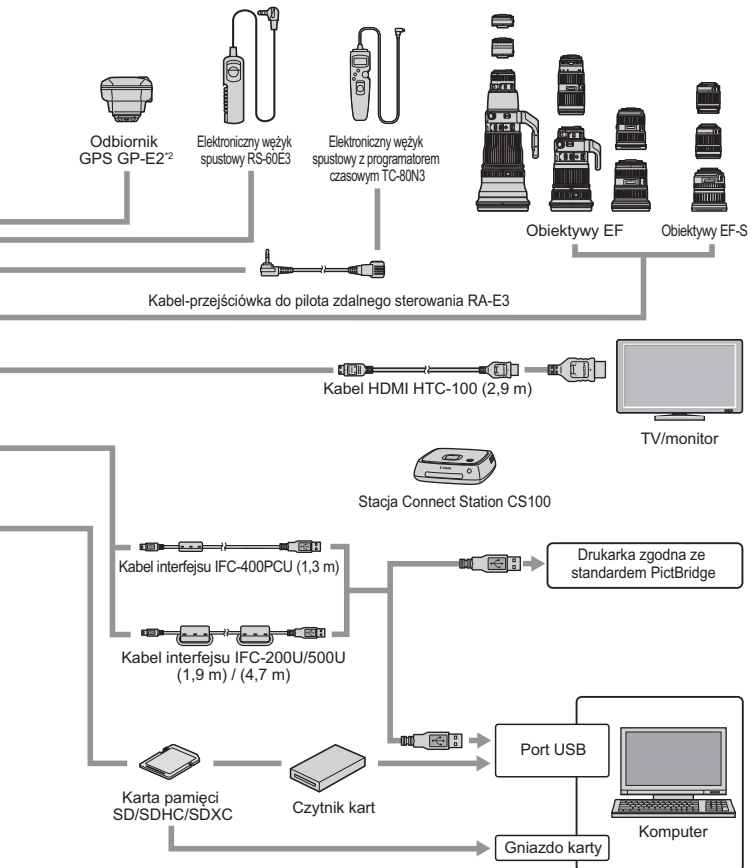 Odbiornik
GPS GP-E2*2
Elektroniczny wężyk
spustowy RS-60E3
Elektroniczny wężyk
spustowy z programatorem
czasowym TC-80N3
Obiektywy EF
Obiektywy EF-S
Kabel-przejściówka do pilota zdalnego sterowania RA-E3
Kabel HDMI HTC-100 (2,9 m)
TV/monitor
Canon
Stacja Connect Station CS100
Kabel interfejsu IFC-400PCU (1,3 m)
Drukarka zgodna ze
standardem PictBridge
Kabel interfejsu IFC-200U/500U
(1,9 m) / (4,7 m)
Port USB
Karta pamięci
SD/SDHC/SDXC
Czytnik kart
Komputer
Gniazdo karty